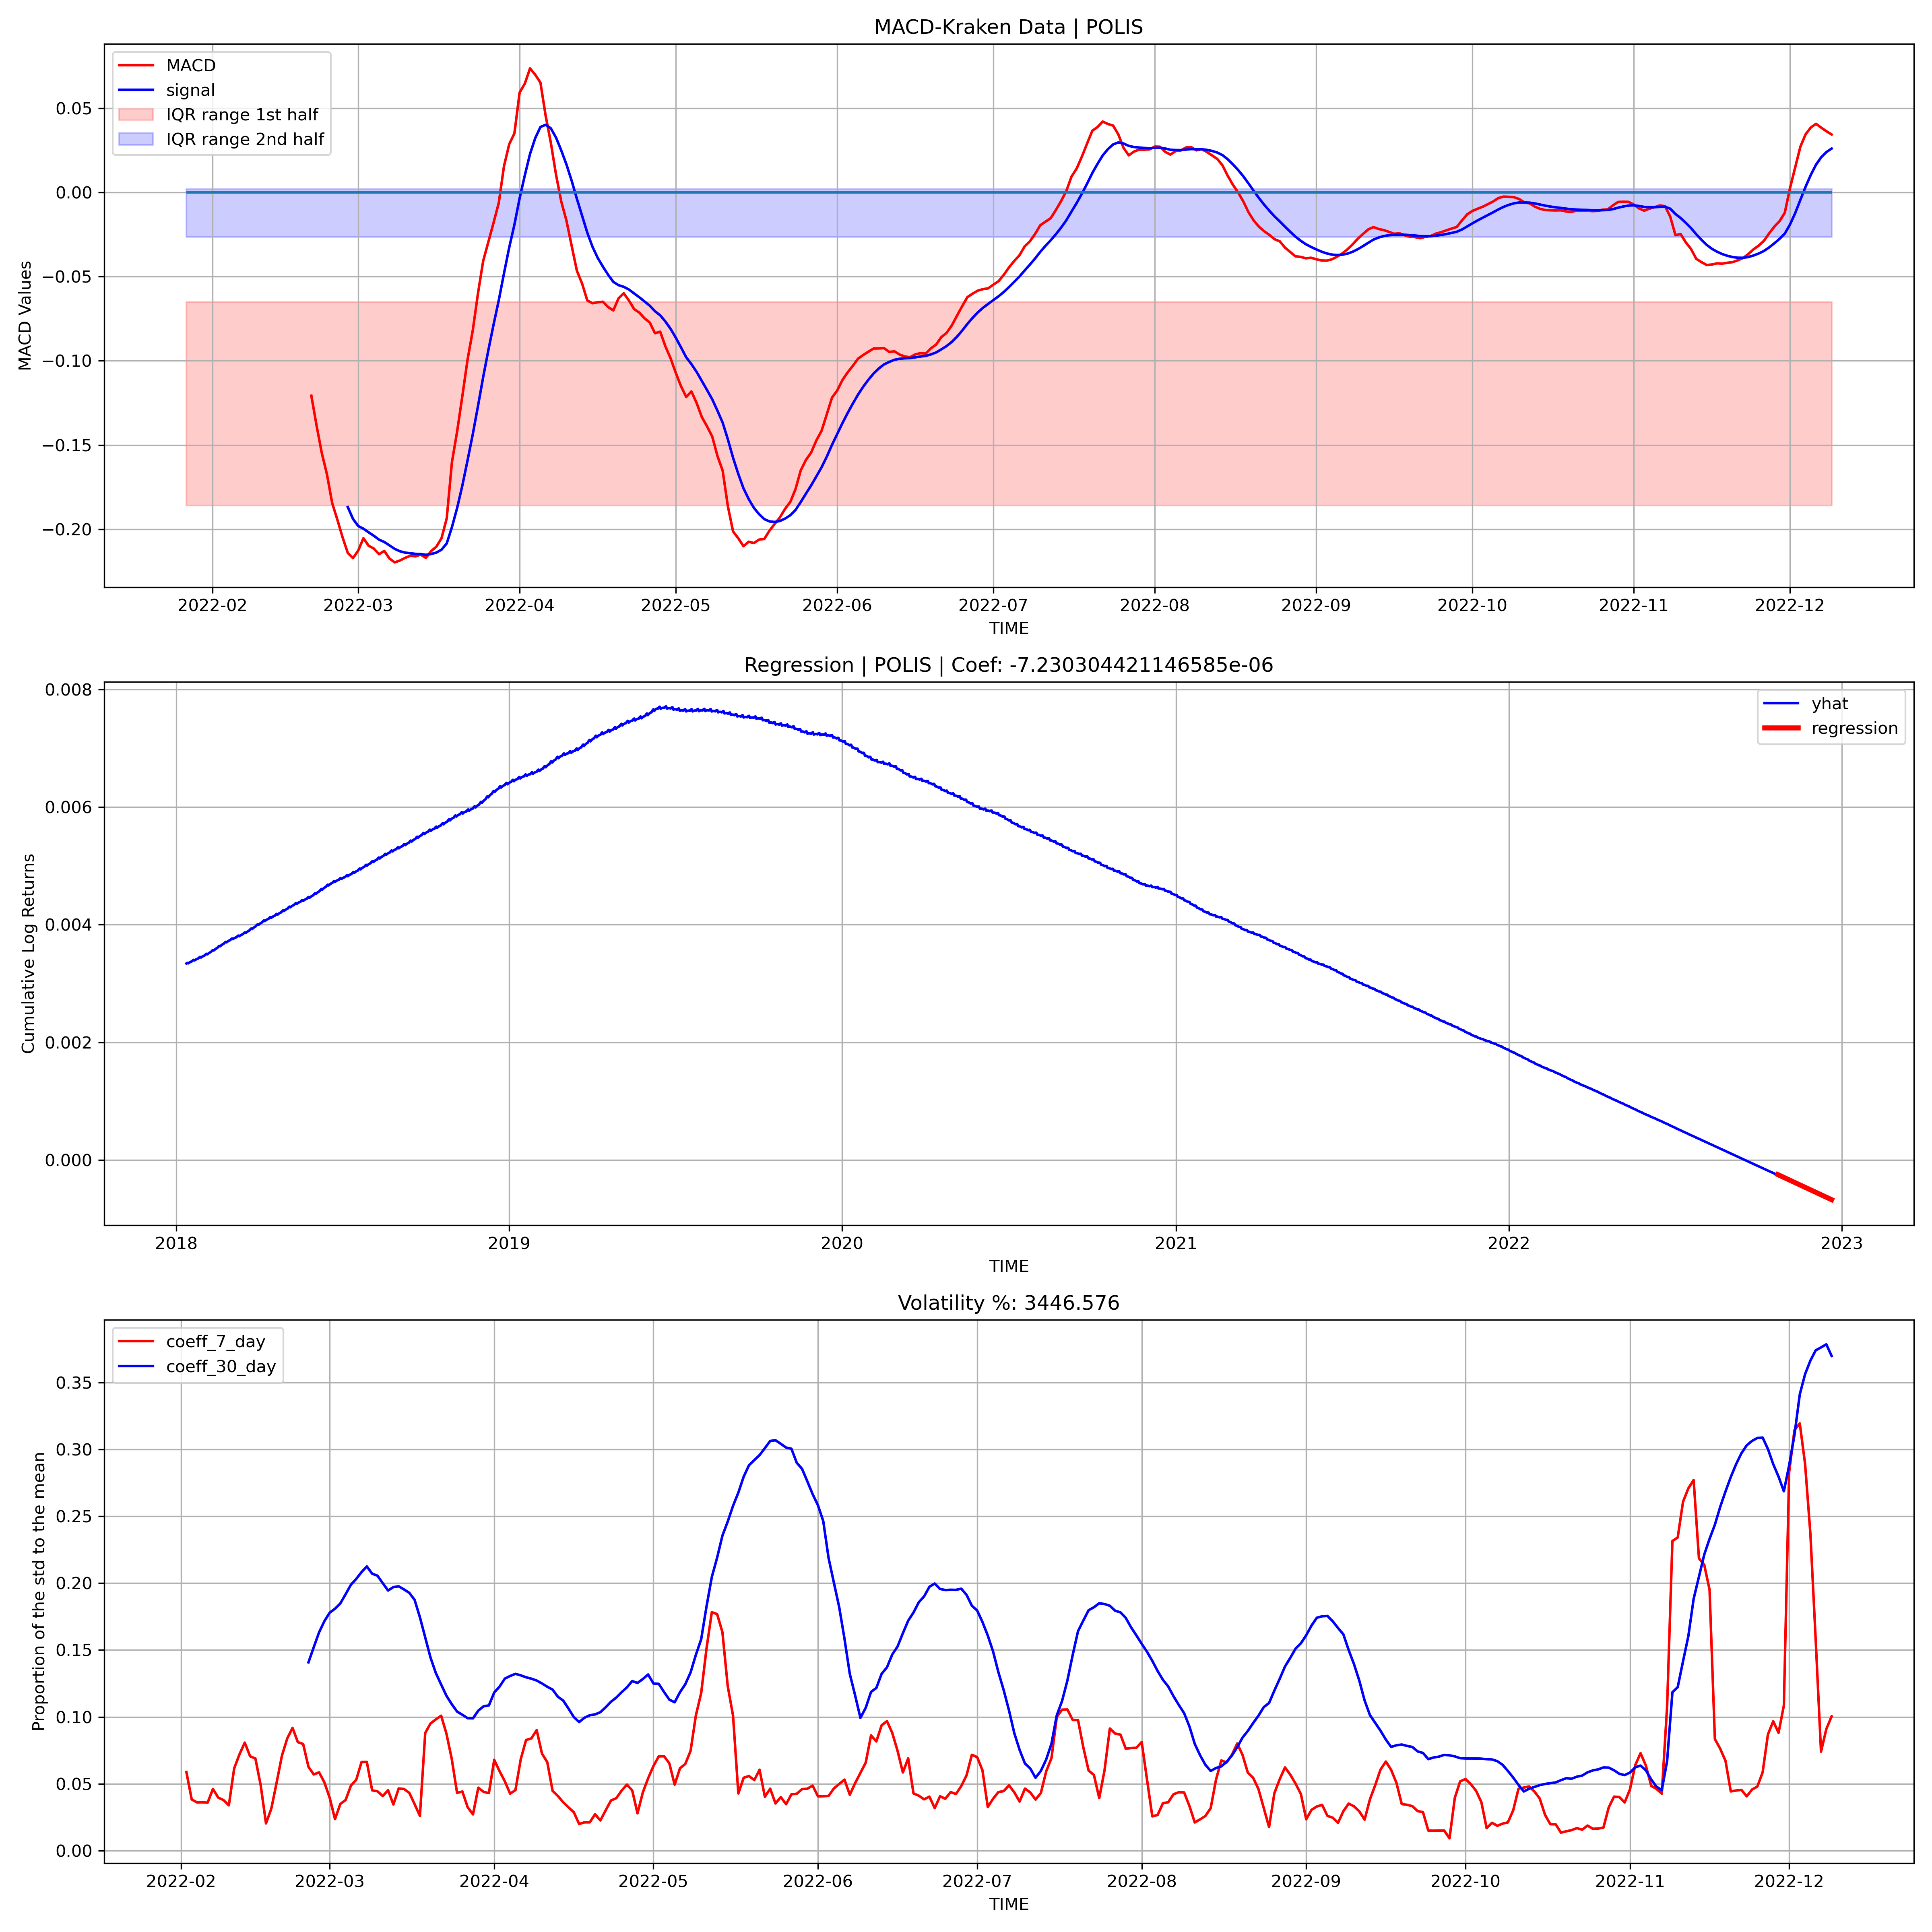 MACD-Kraken Data | POLIS
MACD
signal
IQR range 1st half
IQR range 2nd half
MACD Values
0.05
0.00
−0.05
−0.10
−0.15
−0.20
2022-02 2022-03 2022-04 2022-05 2022-06 2022-07 2022-08 2022-09 2022-10 2022-11 2022-12
TIME
Regression | POLIS | Coef: -7.230304421146585e-06
yhat
regression
Cumulative Log Returns
0.008
0.006
0.004
0.002
0.000
2018 2019 2020 2021 2022 2023
TIME
Volatility %: 3446.576
coeff_7_day
coeff_30_day
Proportion of the std to the mean
0.35
0.30
0.25
0.20
0.15
0.10
0.05
0.00
2022-02 2022-03 2022-04 2022-05 2022-06 2022-07 2022-08 2022-09 2022-10 2022-11 2022-12
TIME